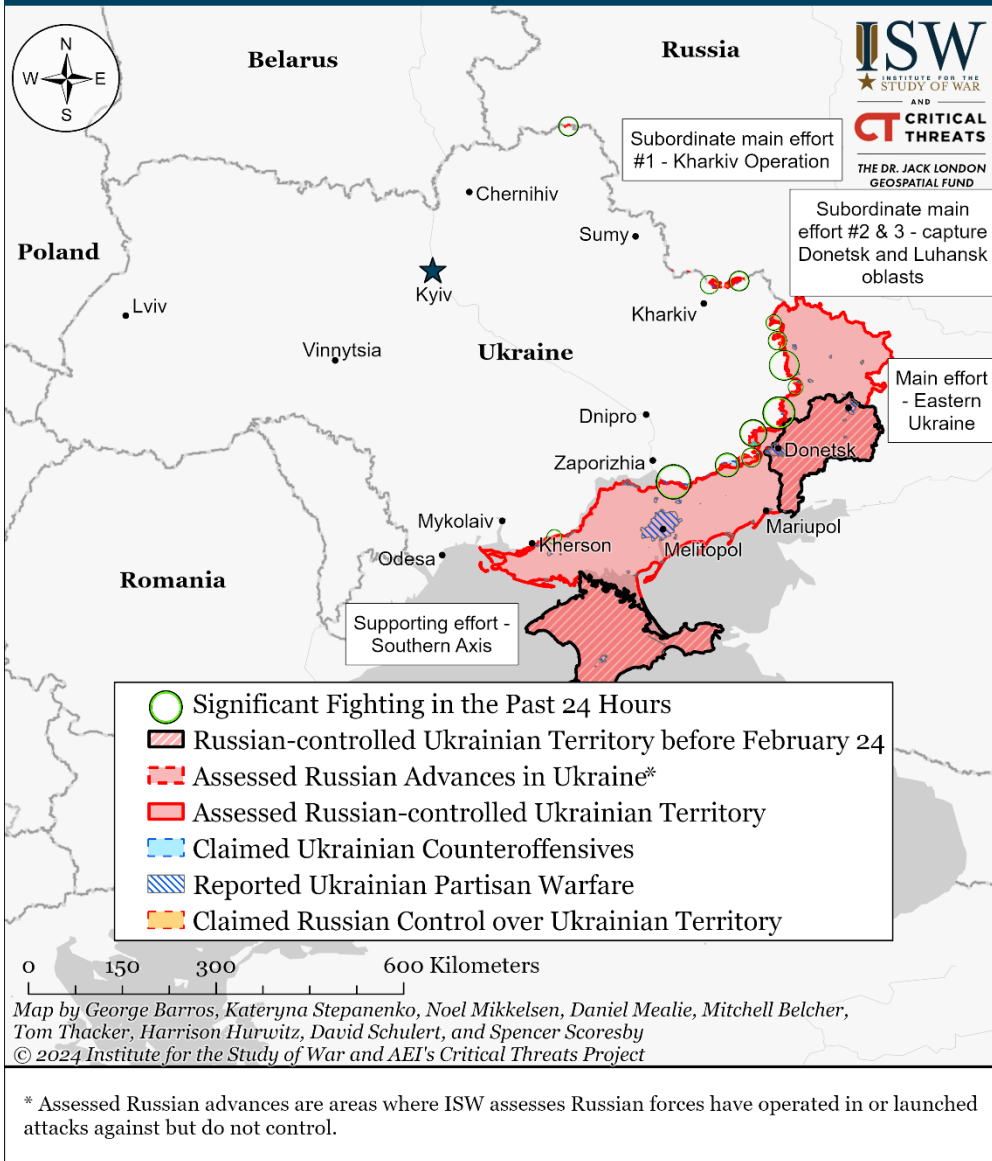 N
W
E
S
Belarus
Russia
ISW
INSTITUTE FOR THE
STUDY OF WAR
AND
CT CRITICAL
THREATS
THE DR. JACK LONDON
GEOSPATIAL FUND
Subordinate main effort
#1 - Kharkiv Operation
Subordinate main
effort #2 & 3 - capture
Donetsk and Luhansk
oblasts
Chernihiv
Sumy
Poland
Kyiv
Lviv
Kharkiv
Vinnytsia
Ukraine
Main effort
- Eastern
Ukraine
Dnipro
Donetsk
Zaporizhia
Mykolaiv
Mariupol
Kherson
Melitopol
Odesa
Romania
Supporting effort -
Southern Axis
Significant Fighting in the Past 24 Hours
Russian-controlled Ukrainian Territory before February 24
Assessed Russian Advances in Ukraine*
Assessed Russian-controlled Ukrainian Territory
Claimed Ukrainian Counteroffensives
Reported Ukrainian Partisan Warfare
Claimed Russian Control over Ukrainian Territory
0 150 300 600 Kilometers
Map by George Barros, Kateryna Stepanenko, Noel Mikkelsen, Daniel Mealie, Mitchell Belcher,
Tom Thacker, Harrison Hurwitz, David Schulert, and Spencer Scoresby
© 2024 Institute for the Study of War and AEI's Critical Threats Project
* Assessed Russian advances are areas where ISW assesses Russian forces have operated in or launched
attacks against but do not control.